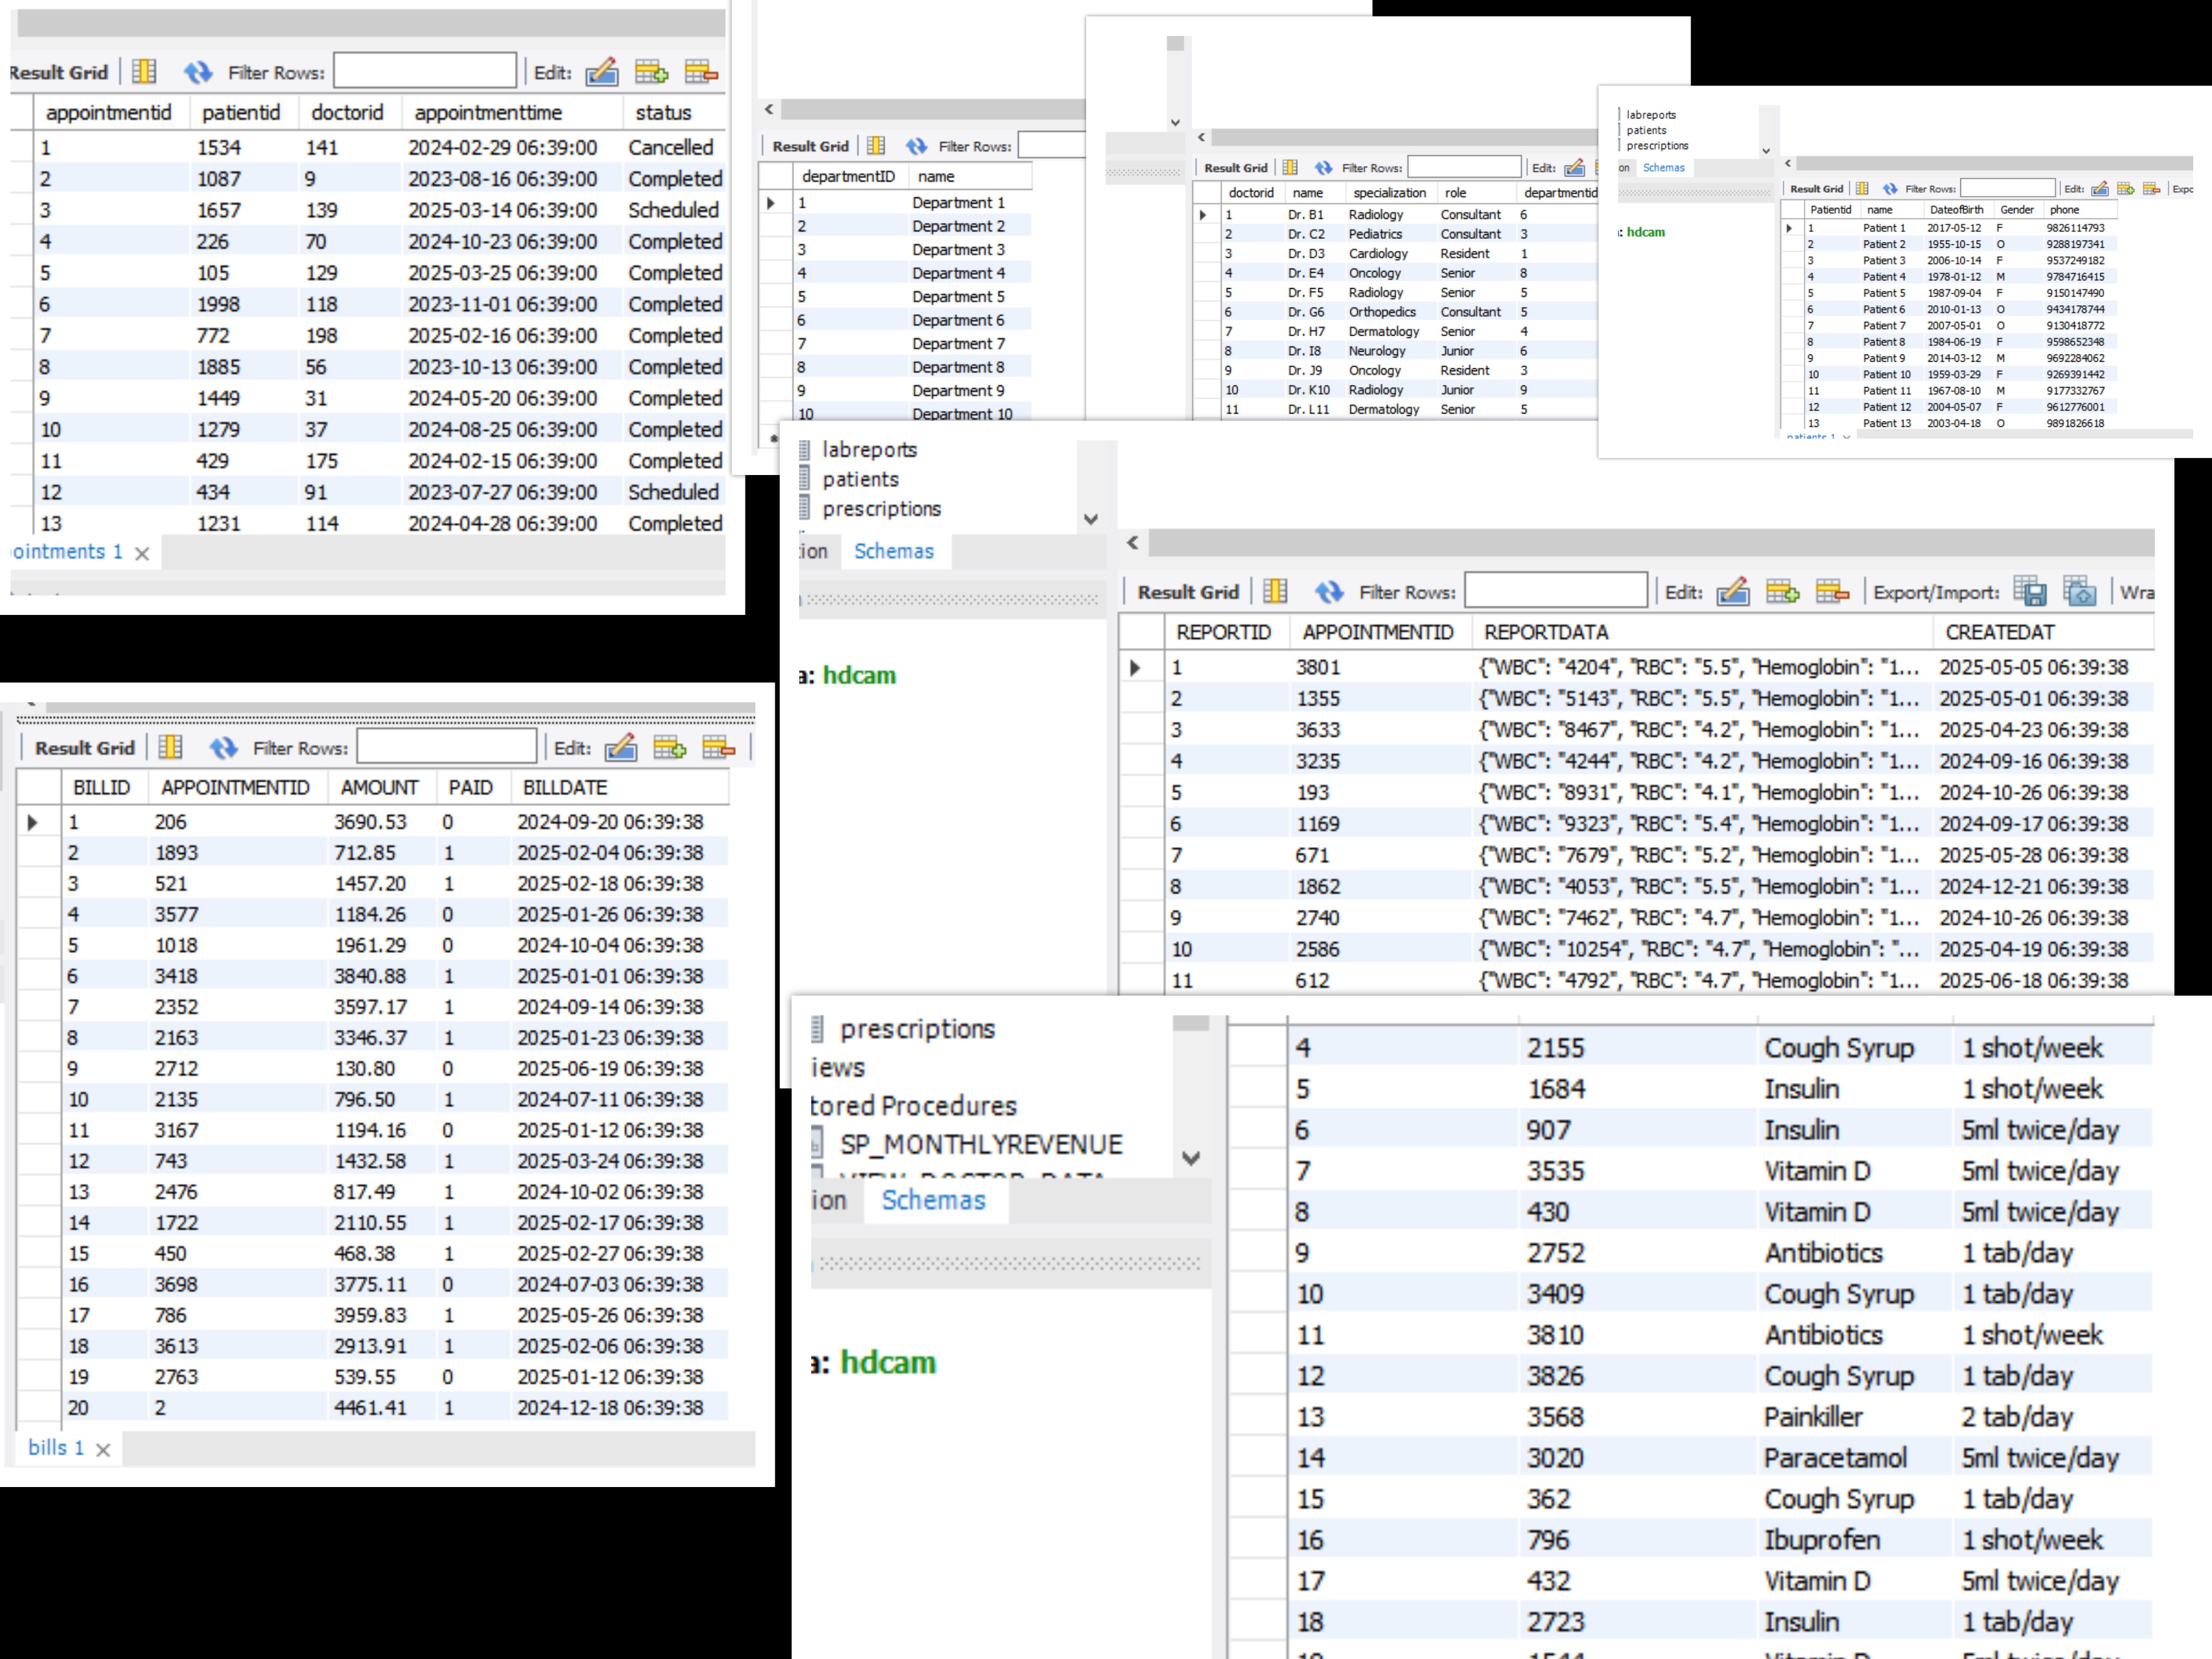 Result Grid Filter Rows: Edit:
appointmentid patientid doctorid appointmenttime status
1 1534 141 2024-02-29 06:39:00 Cancelled
2 1087 9 2023-08-16 06:39:00 Completed
3 1657 139 2025-03-14 06:39:00 Scheduled
4 226 70 2024-10-23 06:39:00 Completed
5 105 129 2025-03-25 06:39:00 Completed
6 1998 118 2023-11-01 06:39:00 Completed
7 772 198 2025-02-16 06:39:00 Completed
8 1885 56 2023-10-13 06:39:00 Completed
9 1449 31 2024-05-20 06:39:00 Completed
10 1279 37 2024-08-25 06:39:00 Completed
11 429 175 2024-02-15 06:39:00 Completed
12 434 91 2023-07-27 06:39:00 Scheduled
13 1231 114 2024-04-28 06:39:00 Completed
ointments 1
Result Grid Filter Rows:
departmentID name
1 Department 1
2 Department 2
3 Department 3
4 Department 4
5 Department 5
6 Department 6
7 Department 7
8 Department 8
9 Department 9
10 Department 10
Result Grid Filter Rows: Edit:
doctorid name specialization role departmentid
1 Dr. B1 Radiology Consultant 6
2 Dr. C2 Pediatrics Consultant 3
3 Dr. D3 Cardiology Resident 1
4 Dr. E4 Oncology Senior 8
5 Dr. F5 Radiology Senior 5
6 Dr. G6 Orthopedics Consultant 5
7 Dr. H7 Dermatology Senior 4
8 Dr. I8 Neurology Junior 6
9 Dr. J9 Oncology Resident 3
10 Dr. K10 Radiology Junior 9
11 Dr. L11 Dermatology Senior 5
labreports
patients
prescriptions
on Schemas
: hdcam
Result Grid Filter Rows: Edit: Expo
Patientid name DateofBirth Gender phone
1 Patient 1 2017-05-12 F 9826114793
2 Patient 2 1955-10-15 O 9288197341
3 Patient 3 2006-10-14 F 9537249182
4 Patient 4 1978-01-12 M 9784716415
5 Patient 5 1987-09-04 F 9150147490
6 Patient 6 2010-01-13 O 9434178744
7 Patient 7 2007-05-01 O 9130418772
8 Patient 8 1984-06-19 F 9598652348
9 Patient 9 2014-03-12 M 9692284062
10 Patient 10 1959-03-29 F 9269391442
11 Patient 11 1967-08-10 M 9177332767
12 Patient 12 2004-05-07 F 9612776001
13 Patient 13 2003-04-18 O 9891826618
patients 1
labreports
patients
prescriptions
ion Schemas
a: hdcam
Result Grid Filter Rows: Edit: Export/Import: Wra
REPORTID APPOINTMENTID REPORTDATA CREATEDAT
1 3801 {"WBC": "4204", "RBC": "5.5", "Hemoglobin": "1... 2025-05-05 06:39:38
2 1355 {"WBC": "5143", "RBC": "5.5", "Hemoglobin": "1... 2025-05-01 06:39:38
3 3633 {"WBC": "8467", "RBC": "4.2", "Hemoglobin": "1... 2025-04-23 06:39:38
4 3235 {"WBC": "4244", "RBC": "4.2", "Hemoglobin": "1... 2024-09-16 06:39:38
5 193 {"WBC": "8931", "RBC": "4.1", "Hemoglobin": "1... 2024-10-26 06:39:38
6 1169 {"WBC": "9323", "RBC": "5.4", "Hemoglobin": "1... 2024-09-17 06:39:38
7 671 {"WBC": "7679", "RBC": "5.2", "Hemoglobin": "1... 2025-05-28 06:39:38
8 1862 {"WBC": "4053", "RBC": "5.5", "Hemoglobin": "1... 2024-12-21 06:39:38
9 2740 {"WBC": "7462", "RBC": "4.7", "Hemoglobin": "1... 2024-10-26 06:39:38
10 2586 {"WBC": "10254", "RBC": "4.7", "Hemoglobin": "... 2025-04-19 06:39:38
11 612 {"WBC": "4792", "RBC": "4.7", "Hemoglobin": "1... 2025-06-18 06:39:38
Result Grid Filter Rows: Edit:
BILLID APPOINTMENTID AMOUNT PAID BILLDATE
1 206 3690.53 0 2024-09-20 06:39:38
2 1893 712.85 1 2025-02-04 06:39:38
3 521 1457.20 1 2025-02-18 06:39:38
4 3577 1184.26 0 2025-01-26 06:39:38
5 1018 1961.29 0 2024-10-04 06:39:38
6 3418 3840.88 1 2025-01-01 06:39:38
7 2352 3597.17 1 2024-09-14 06:39:38
8 2163 3346.37 1 2025-01-23 06:39:38
9 2712 130.80 0 2025-06-19 06:39:38
10 2135 796.50 1 2024-07-11 06:39:38
11 3167 1194.16 0 2025-01-12 06:39:38
12 743 1432.58 1 2025-03-24 06:39:38
13 2476 817.49 1 2024-10-02 06:39:38
14 1722 2110.55 1 2025-02-17 06:39:38
15 450 468.38 1 2025-02-27 06:39:38
16 3698 3775.11 0 2024-07-03 06:39:38
17 786 3959.83 1 2025-05-26 06:39:38
18 3613 2913.91 1 2025-02-06 06:39:38
19 2763 539.55 0 2025-01-12 06:39:38
20 2 4461.41 1 2024-12-18 06:39:38
bills 1
prescriptions
iews
tored Procedures
SP_MONTHLYREVENUE
ion Schemas
a: hdcam
4 2155 Cough Syrup 1 shot/week
5 1684 Insulin 1 shot/week
6 907 Insulin 5ml twice/day
7 3535 Vitamin D 5ml twice/day
8 430 Vitamin D 5ml twice/day
9 2752 Antibiotics 1 tab/day
10 3409 Cough Syrup 1 tab/day
11 3810 Antibiotics 1 shot/week
12 3826 Cough Syrup 1 tab/day
13 3568 Painkiller 2 tab/day
14 3020 Paracetamol 5ml twice/day
15 362 Cough Syrup 1 tab/day
16 796 Ibuprofen 1 shot/week
17 432 Vitamin D 5ml twice/day
18 2723 Insulin 1 tab/day